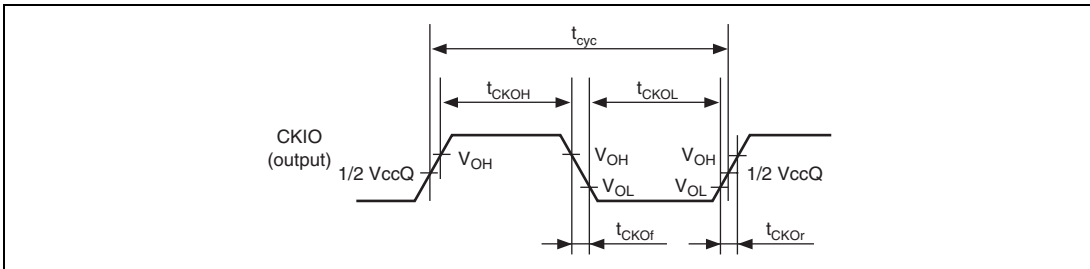 tcyc
tCKOH
tCKOL
CKIO
(output)
1/2 VccQ
VOH
VOH
VOL
VOH
VOL
1/2 VccQ
tCKOf
tCKOr